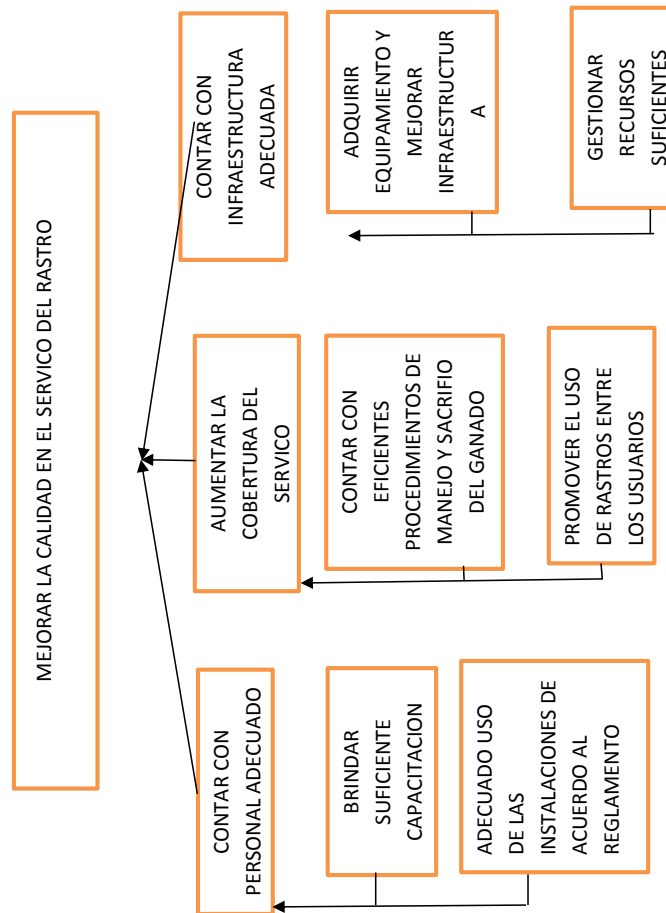 MEJORAR LA CALIDAD EN EL SERVICO DEL RASTRO
CONTAR CON
PERSONAL ADECUADO
AUMENTAR LA
COBERTURA DEL
SERVICO
CONTAR CON
INFRAESTRUCTURA
ADECUADA
BRINDAR
SUFICIENTE
CAPACITACION
CONTAR CON
EFICIENTES
PROCEDIMIENTOS DE
MANEJO Y SACRIFIO
DEL GANADO
ADQUIRIR
EQUIPAMIENTO Y
MEJORAR
INFRAESTRUCTUR
A
ADECUADO USO
DE LAS
INSTALACIONES DE
ACUERDO AL
REGLAMENTO
PROMOVER EL USO
DE RASTROS ENTRE
LOS USUARIOS
GESTIONAR
RECURSOS
SUFICIENTES